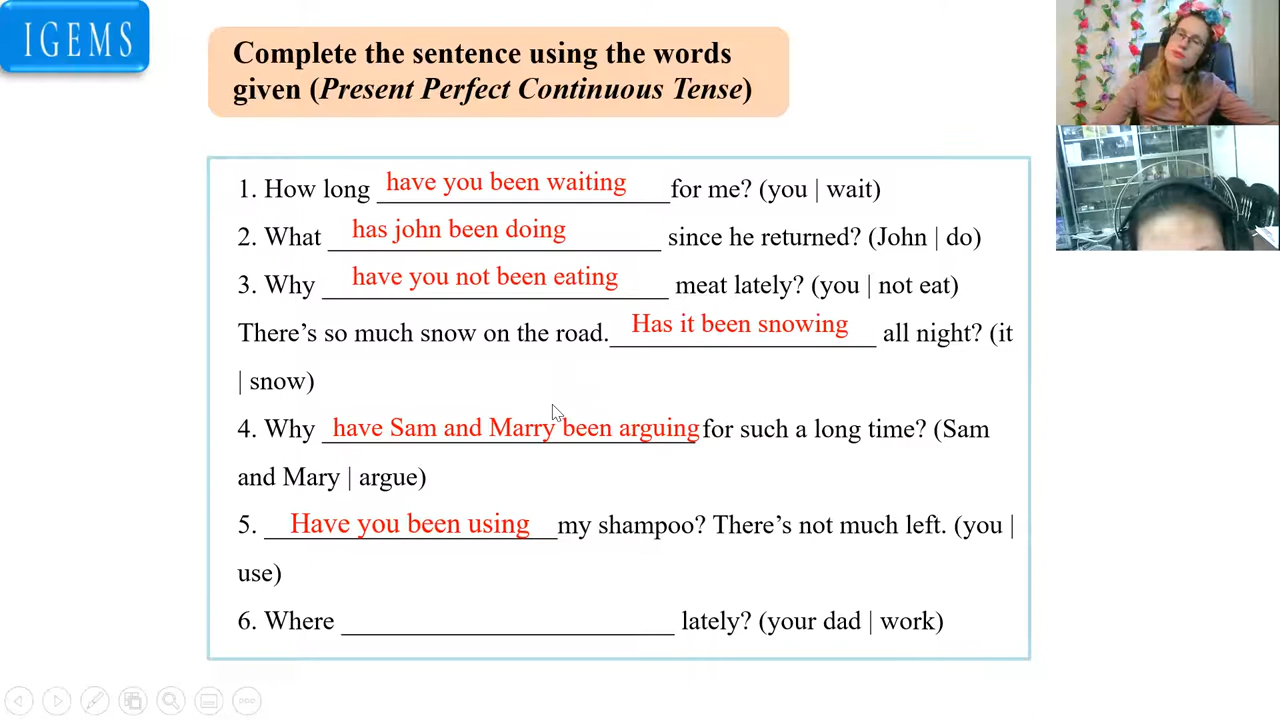 IGEMS
Complete the sentence using the words
given (Present Perfect Continuous Tense)
1. How long have you been waiting for me? (you | wait)
2. What has john been doing since he returned? (John | do)
3. Why have you not been eating meat lately? (you | not eat)
There’s so much snow on the road. Has it been snowing all night? (it
| snow)
4. Why have Sam and Marry been arguing for such a long time? (Sam
and Mary | argue)
5. Have you been using my shampoo? There’s not much left. (you |
use)
6. Where ________________________ lately? (your dad | work)